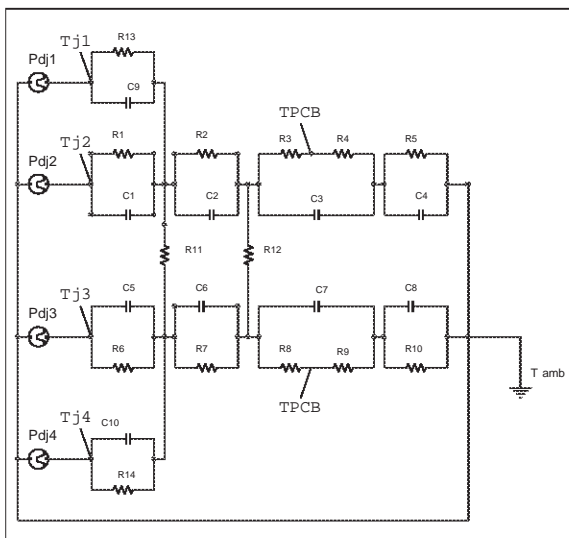 Tj1
R13
Pdj1
C9
TPCB
Tj2
R1
R2
R3
R4
R5
Pdj2
C1
C2
C3
C4
R11
R12
Tj3
C5
C6
C7
C8
Pdj3
R6
R7
R8
R9
R10
T amb
TPCB
Tj4
C10
Pdj4
R14